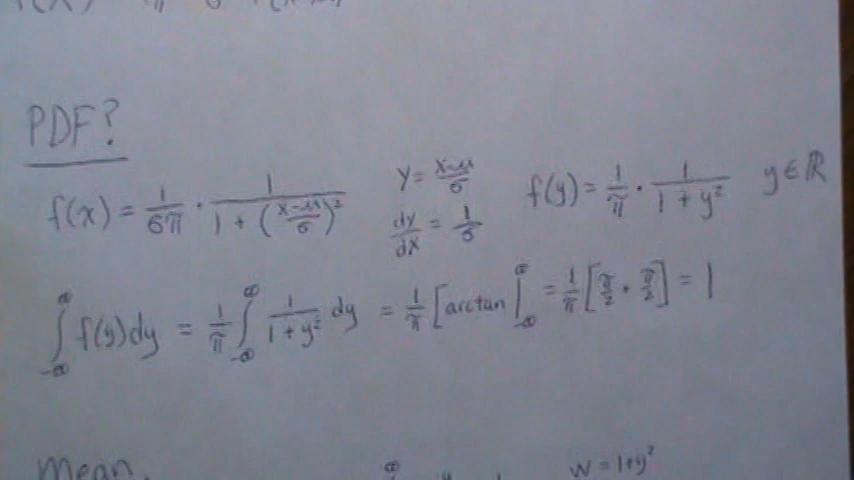 PDF?
f(x) = 1/(σπ) · 1/(1 + ((x-μ)/σ)²)   Y = (x-μ)/σ   dy/dx = 1/σ   f(y) = 1/π · 1/(1 + y²)   y ∈ ℝ
∫_{-∞}^{∞} f(y)dy = 1/π ∫_{-∞}^{∞} 1/(1+y²) dy = 1/π [arctan|_{-∞}^{∞} = 1/π [π/2 + π/2] = 1
Mean   w = 1+y²